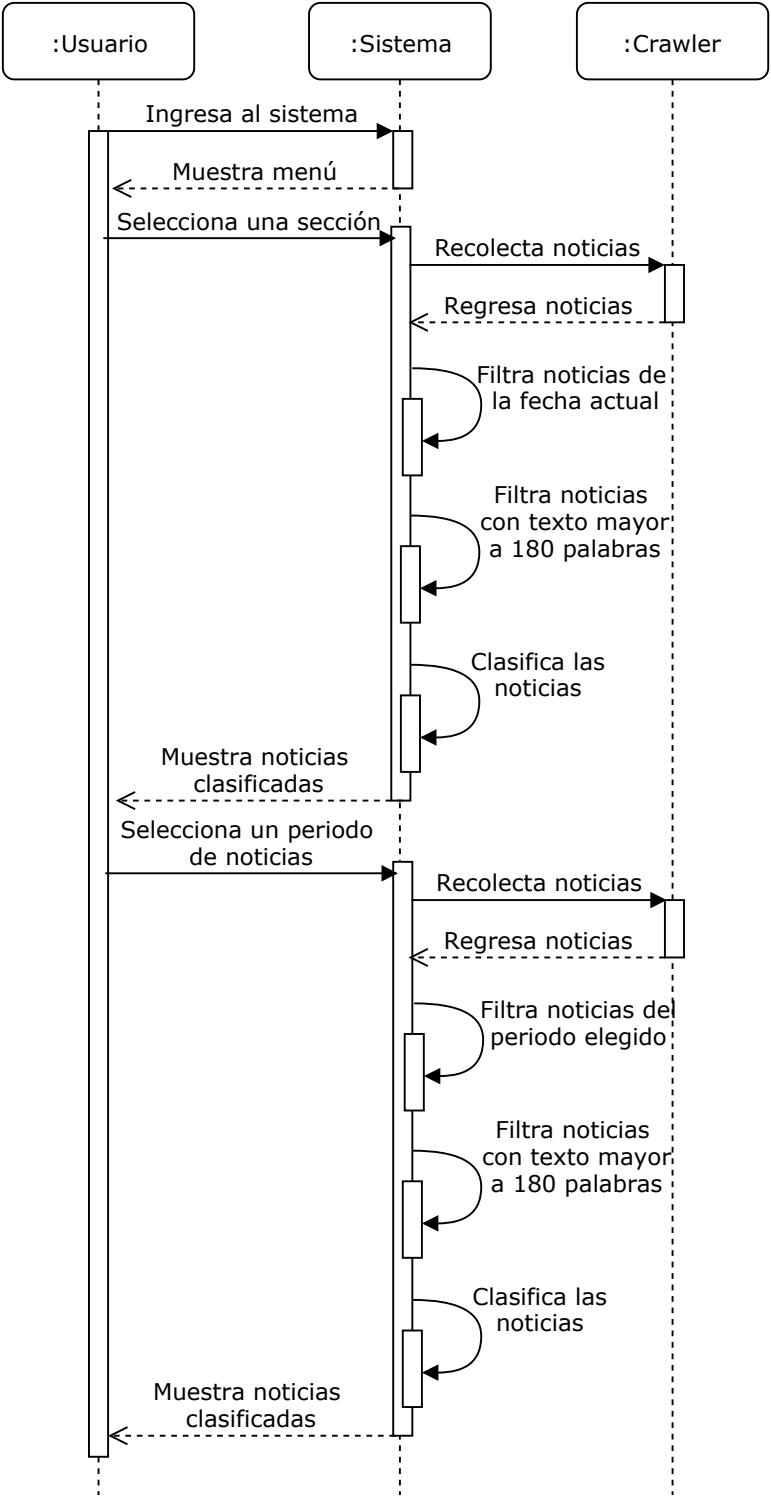 :Usuario
:Sistema
:Crawler
Ingresa al sistema
Muestra menú
Selecciona una sección
Recolecta noticias
Regresa noticias
Filtra noticias de
la fecha actual
Filtra noticias
con texto mayor
a 180 palabras
Clasifica las
noticias
Muestra noticias
clasificadas
Selecciona un periodo
de noticias
Recolecta noticias
Regresa noticias
Filtra noticias del
periodo elegido
Filtra noticias
con texto mayor
a 180 palabras
Clasifica las
noticias
Muestra noticias
clasificadas